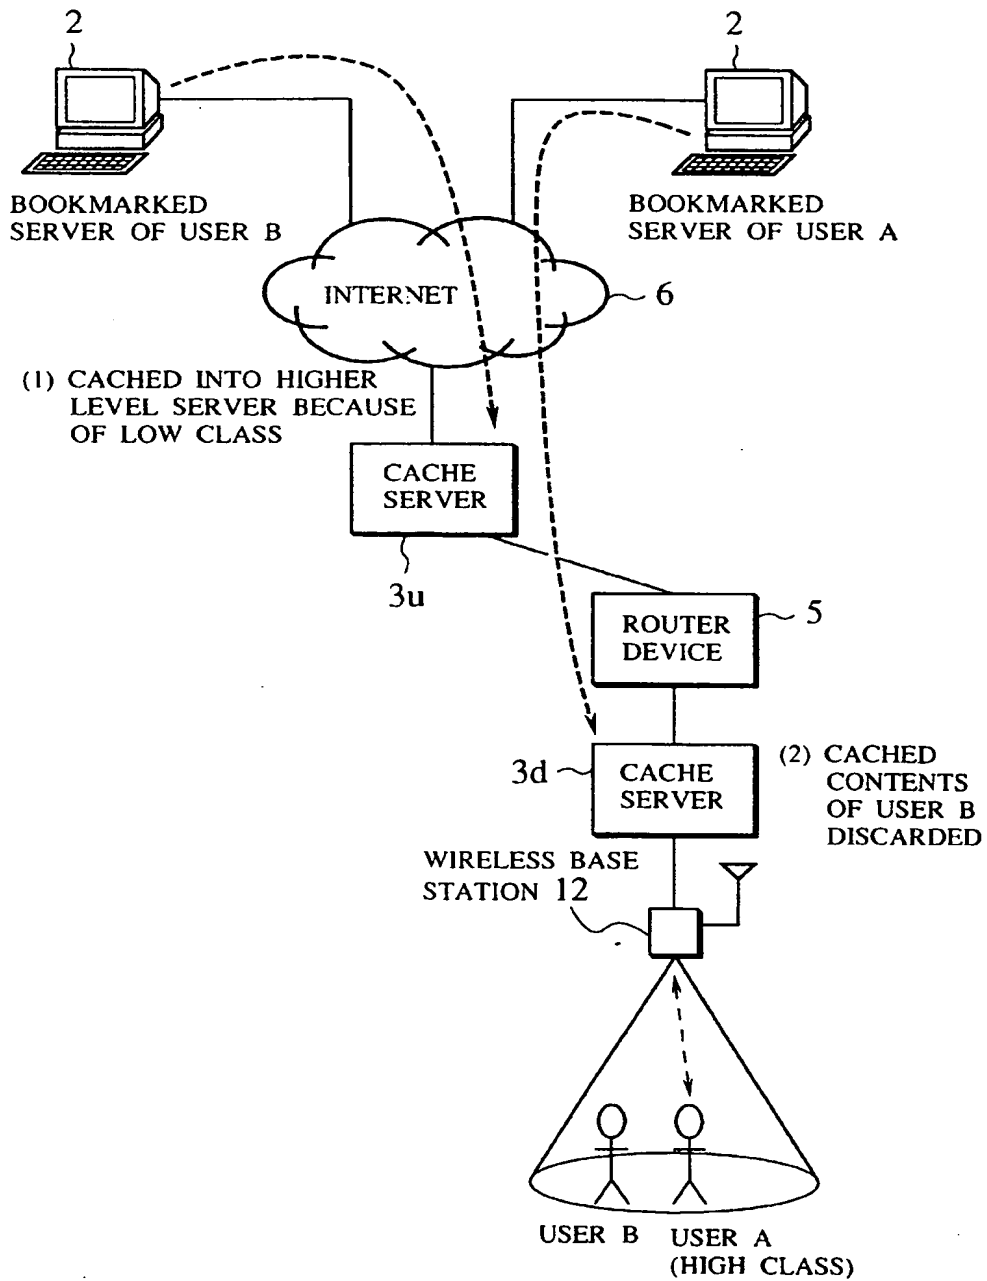 2
2
BOOKMARKED
SERVER OF USER B
BOOKMARKED
SERVER OF USER A
INTERNET
6
(1) CACHED INTO HIGHER
LEVEL SERVER BECAUSE
OF LOW CLASS
CACHE
SERVER
3u
ROUTER
DEVICE
5
3d
CACHE
SERVER
(2) CACHED
CONTENTS
OF USER B
DISCARDED
WIRELESS BASE
STATION 12
USER B
USER A
(HIGH CLASS)